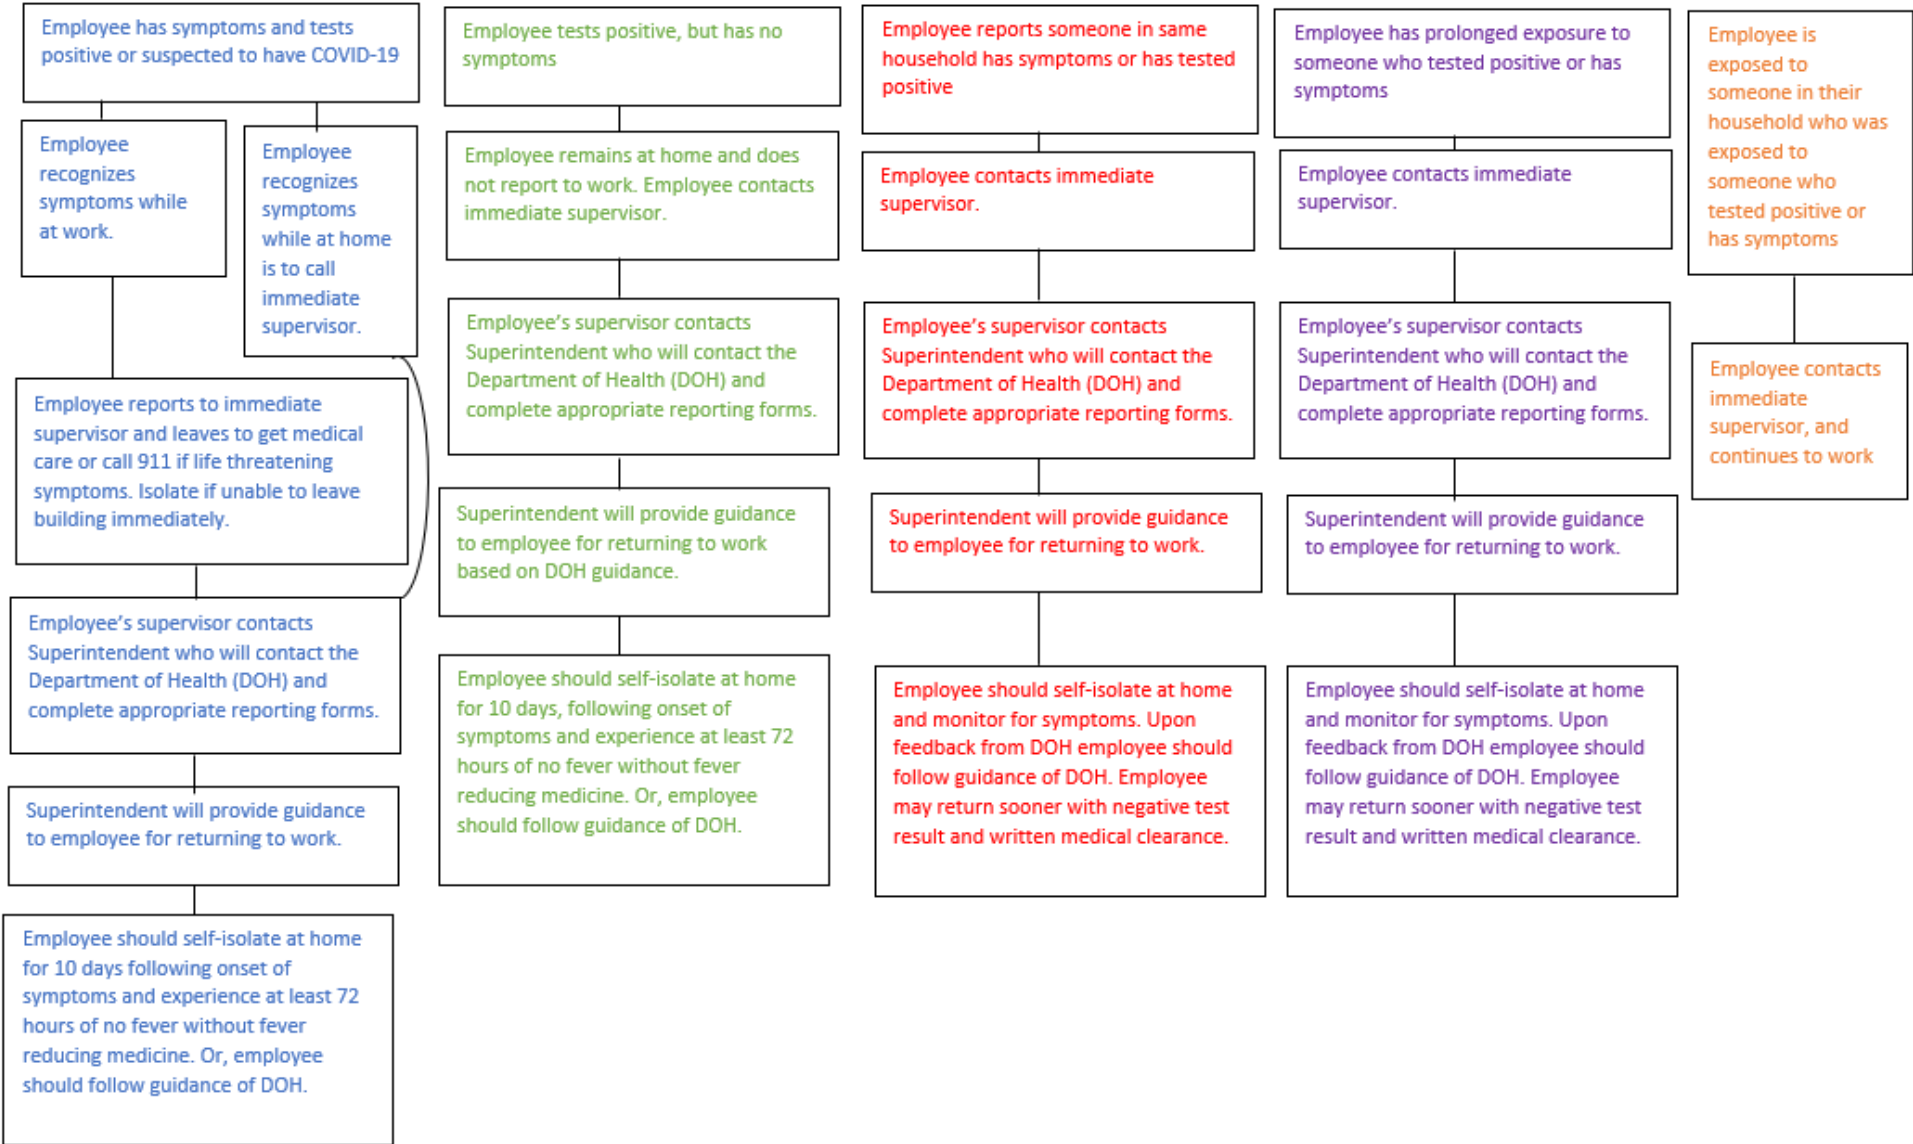 Employee has symptoms and tests
positive or suspected to have COVID-19
Employee
recognizes
symptoms while
at work.
Employee
recognizes
symptoms
while at home
is to call
immediate
supervisor.
Employee reports to immediate
supervisor and leaves to get medical
care or call 911 if life threatening
symptoms. Isolate if unable to leave
building immediately.
Employee’s supervisor contacts
Superintendent who will contact the
Department of Health (DOH) and
complete appropriate reporting forms.
Superintendent will provide guidance
to employee for returning to work.
Employee should self-isolate at home
for 10 days following onset of
symptoms and experience at least 72
hours of no fever without fever
reducing medicine. Or, employee
should follow guidance of DOH.
Employee tests positive, but has no
symptoms
Employee remains at home and does
not report to work. Employee contacts
immediate supervisor.
Employee’s supervisor contacts
Superintendent who will contact the
Department of Health (DOH) and
complete appropriate reporting forms.
Superintendent will provide guidance
to employee for returning to work
based on DOH guidance.
Employee should self-isolate at home
for 10 days, following onset of
symptoms and experience at least 72
hours of no fever without fever
reducing medicine. Or, employee
should follow guidance of DOH.
Employee reports someone in same
household has symptoms or has tested
positive
Employee contacts immediate
supervisor.
Employee’s supervisor contacts
Superintendent who will contact the
Department of Health (DOH) and
complete appropriate reporting forms.
Superintendent will provide guidance
to employee for returning to work.
Employee should self-isolate at home
and monitor for symptoms. Upon
feedback from DOH employee should
follow guidance of DOH. Employee
may return sooner with negative test
result and written medical clearance.
Employee has prolonged exposure to
someone who tested positive or has
symptoms
Employee contacts immediate
supervisor.
Employee’s supervisor contacts
Superintendent who will contact the
Department of Health (DOH) and
complete appropriate reporting forms.
Superintendent will provide guidance
to employee for returning to work.
Employee should self-isolate at home
and monitor for symptoms. Upon
feedback from DOH employee should
follow guidance of DOH. Employee
may return sooner with negative test
result and written medical clearance.
Employee is
exposed to
someone in their
household who was
exposed to
someone who
tested positive or
has symptoms
Employee contacts
immediate
supervisor, and
continues to work